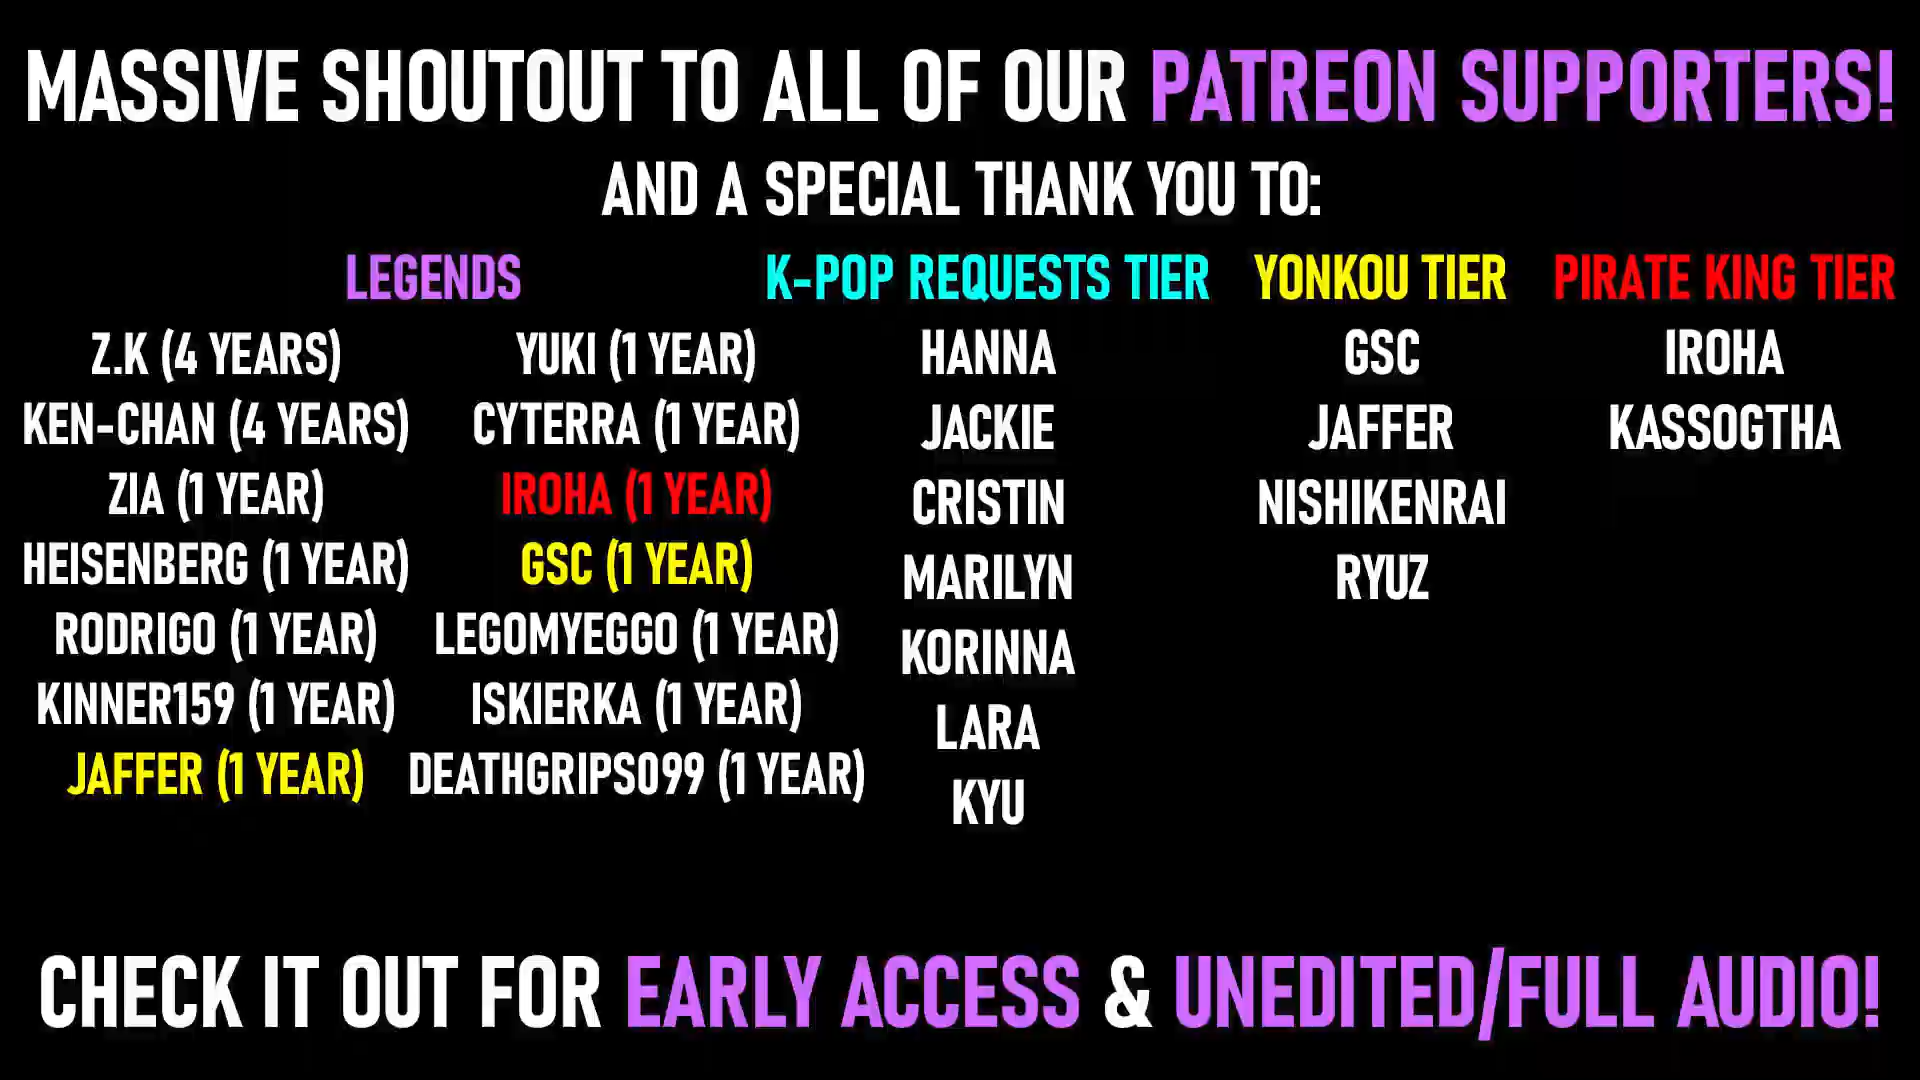 MASSIVE SHOUTOUT TO ALL OF OUR PATREON SUPPORTERS!
AND A SPECIAL THANK YOU TO:
LEGENDS
Z.K (4 YEARS)
KEN-CHAN (4 YEARS)
ZIA (1 YEAR)
HEISENBERG (1 YEAR)
RODRIGO (1 YEAR)
KINNER159 (1 YEAR)
JAFFER (1 YEAR)
YUKI (1 YEAR)
CYTERRA (1 YEAR)
IROHA (1 YEAR)
GSC (1 YEAR)
LEGOMYEGGO (1 YEAR)
ISKIERKA (1 YEAR)
DEATHGRIPS099 (1 YEAR)
K-POP REQUESTS TIER
HANNA
JACKIE
CRISTIN
MARILYN
KORINNA
LARA
KYU
YONKOU TIER
GSC
JAFFER
NISHIKENRAI
RYUZ
PIRATE KING TIER
IROHA
KASSOGTHA
CHECK IT OUT FOR EARLY ACCESS & UNEDITED/FULL AUDIO!